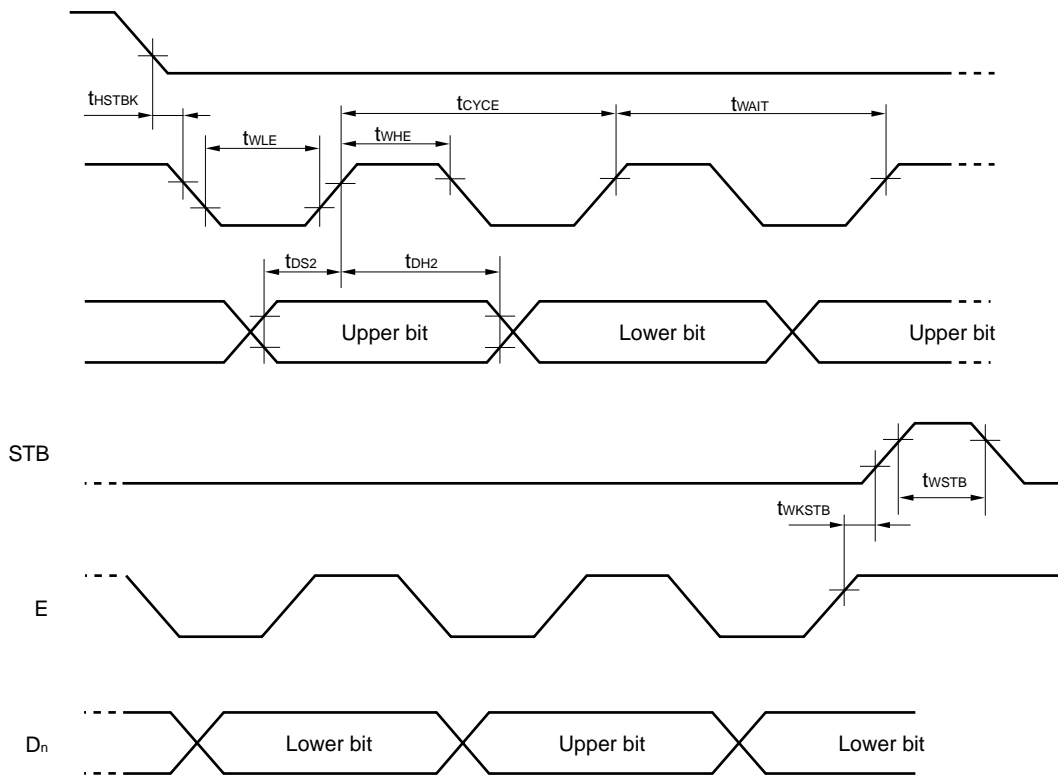 tHSTBK
tCYCE
tWAIT
tWLE
tWHE
tDS2
tDH2
Upper bit
Lower bit
Upper bit
STB
tWSTB
tWKSTB
E
Dn
Lower bit
Upper bit
Lower bit